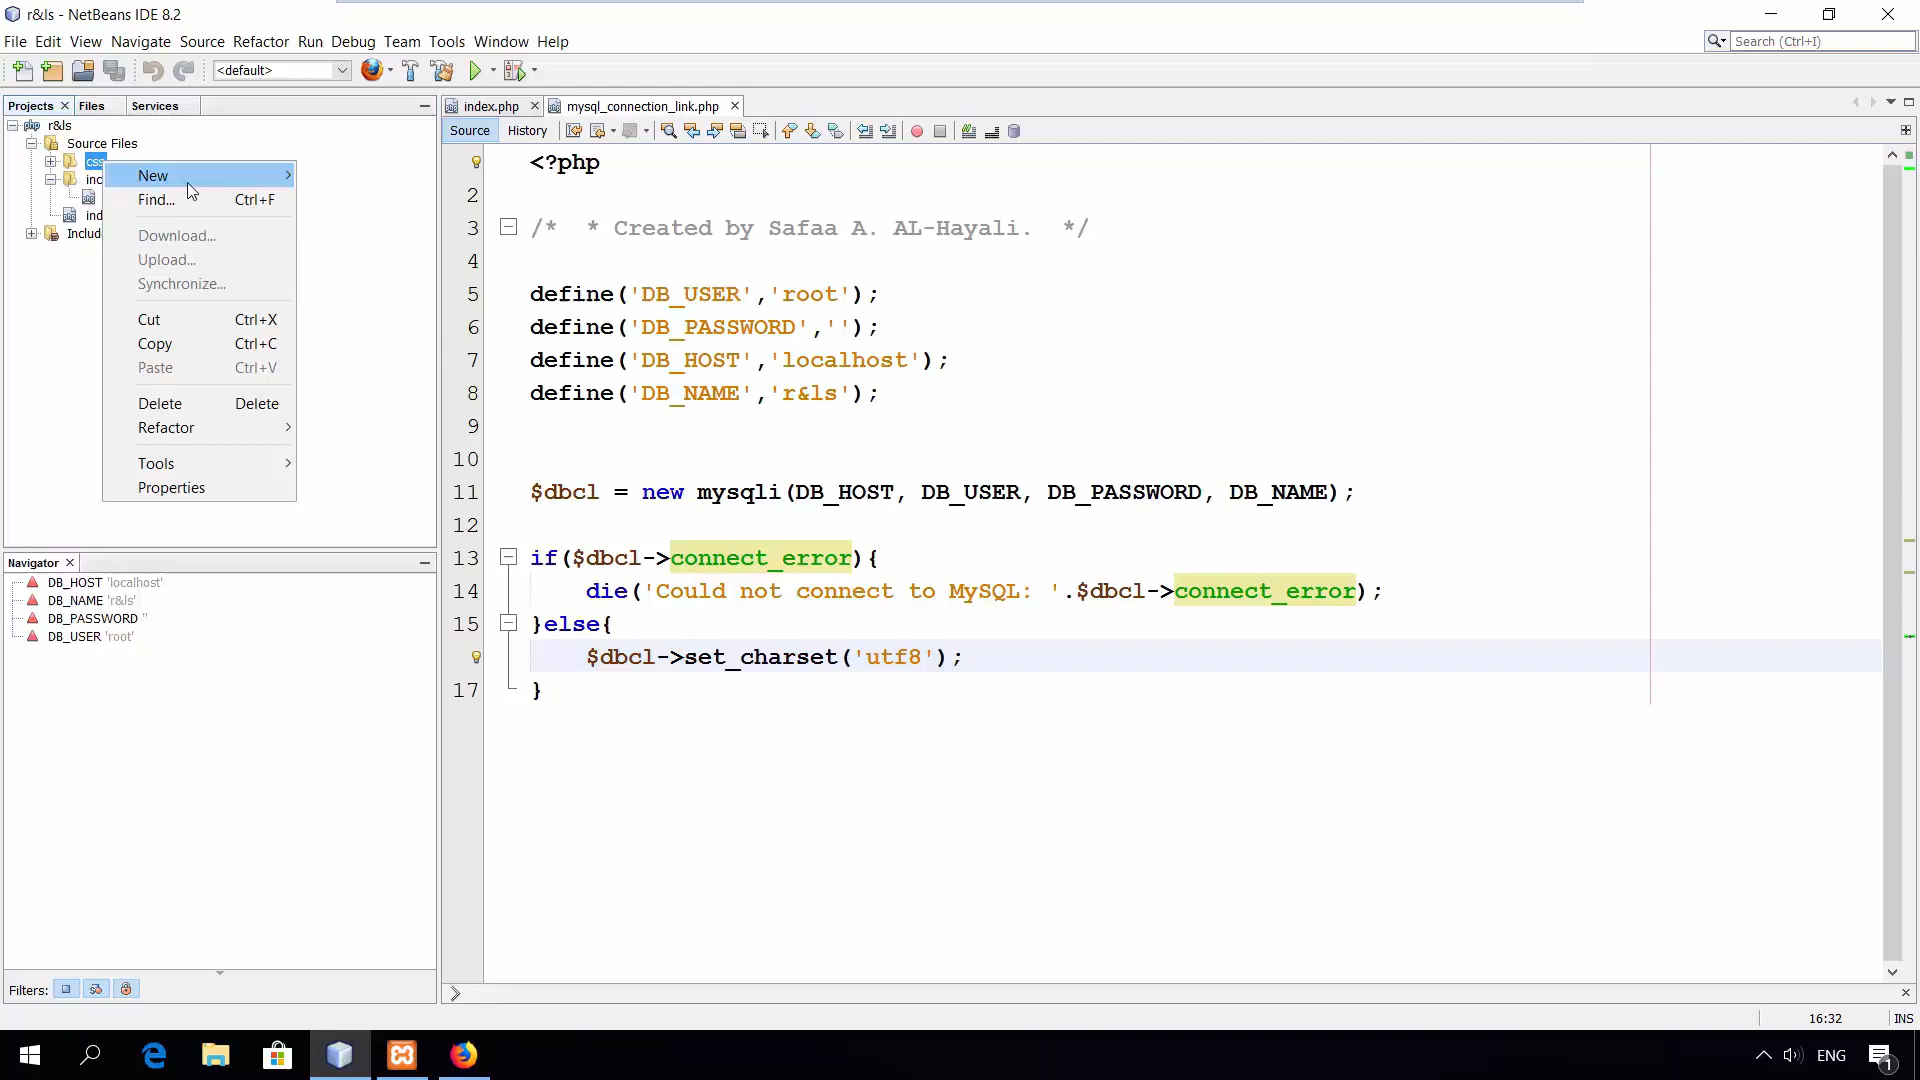 r&ls - NetBeans IDE 8.2
File Edit View Navigate Source Refactor Run Debug Team Tools Window Help
Search (Ctrl+I)
<default>
Projects Files Services
r&ls
Source Files
css
inc
ind
Includ
New
Find... Ctrl+F
Download...
Upload...
Synchronize...
Cut Ctrl+X
Copy Ctrl+C
Paste Ctrl+V
Delete Delete
Refactor
Tools
Properties
Navigator
DB_HOST 'localhost'
DB_NAME 'r&ls'
DB_PASSWORD ''
DB_USER 'root'
Filters:
index.php mysql_connection_link.php
Source History
<?php
2
3 /*  * Created by Safaa A. AL-Hayali.  */
4
5 define('DB_USER','root');
6 define('DB_PASSWORD','');
7 define('DB_HOST','localhost');
8 define('DB_NAME','r&ls');
9
10
11 $dbcl = new mysqli(DB_HOST, DB_USER, DB_PASSWORD, DB_NAME);
12
13 if($dbcl->connect_error){
14 die('Could not connect to MySQL: '.$dbcl->connect_error);
15 }else{
$dbcl->set_charset('utf8');
17 }
16:32 INS
ENG 1